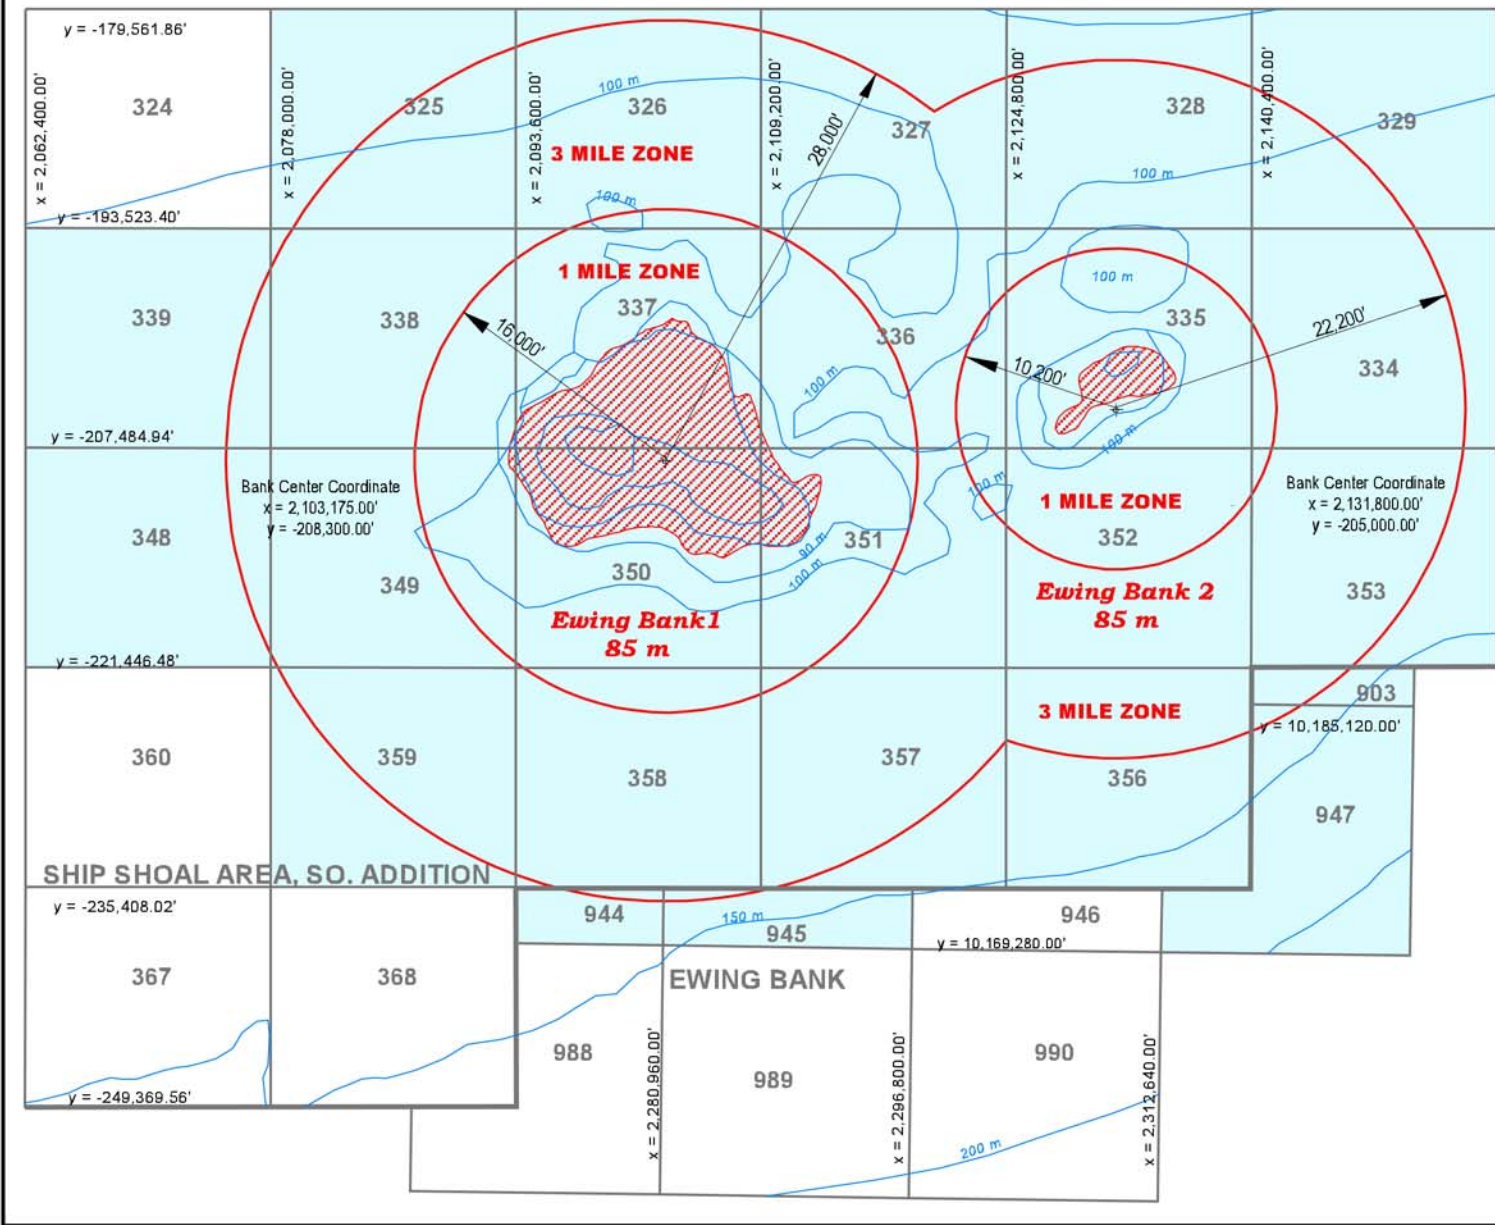 y = -179,561.86'
x = 2,062,400.00'
x = 2,078,000.00'
x = 2,093,600.00'
x = 2,109,200.00'
x = 2,124,800.00'
x = 2,140,400.00'
100 m
28,000'
324
325
326
327
328
329
3 MILE ZONE
100 m
100 m
y = -193,523.40'
1 MILE ZONE
100 m
339
338
337
336
335
334
16,000'
22,200'
10,200'
100 m
100 m
y = -207,484.94'
Bank Center Coordinate
x = 2,103,175.00'
y = -208,300.00'
Bank Center Coordinate
x = 2,131,800.00'
y = -205,000.00'
100 m
1 MILE ZONE
348
349
350
351
352
353
90 m
100 m
Ewing Bank1
85 m
Ewing Bank 2
85 m
y = -221,446.48'
903
3 MILE ZONE
y = 10,185,120.00'
360
359
358
357
356
947
SHIP SHOAL AREA, SO. ADDITION
y = -235,408.02'
944
150 m
945
946
y = 10,169,280.00'
367
368
EWING BANK
988
989
990
x = 2,280,960.00'
x = 2,296,800.00'
x = 2,312,640.00'
y = -249,369.56'
200 m